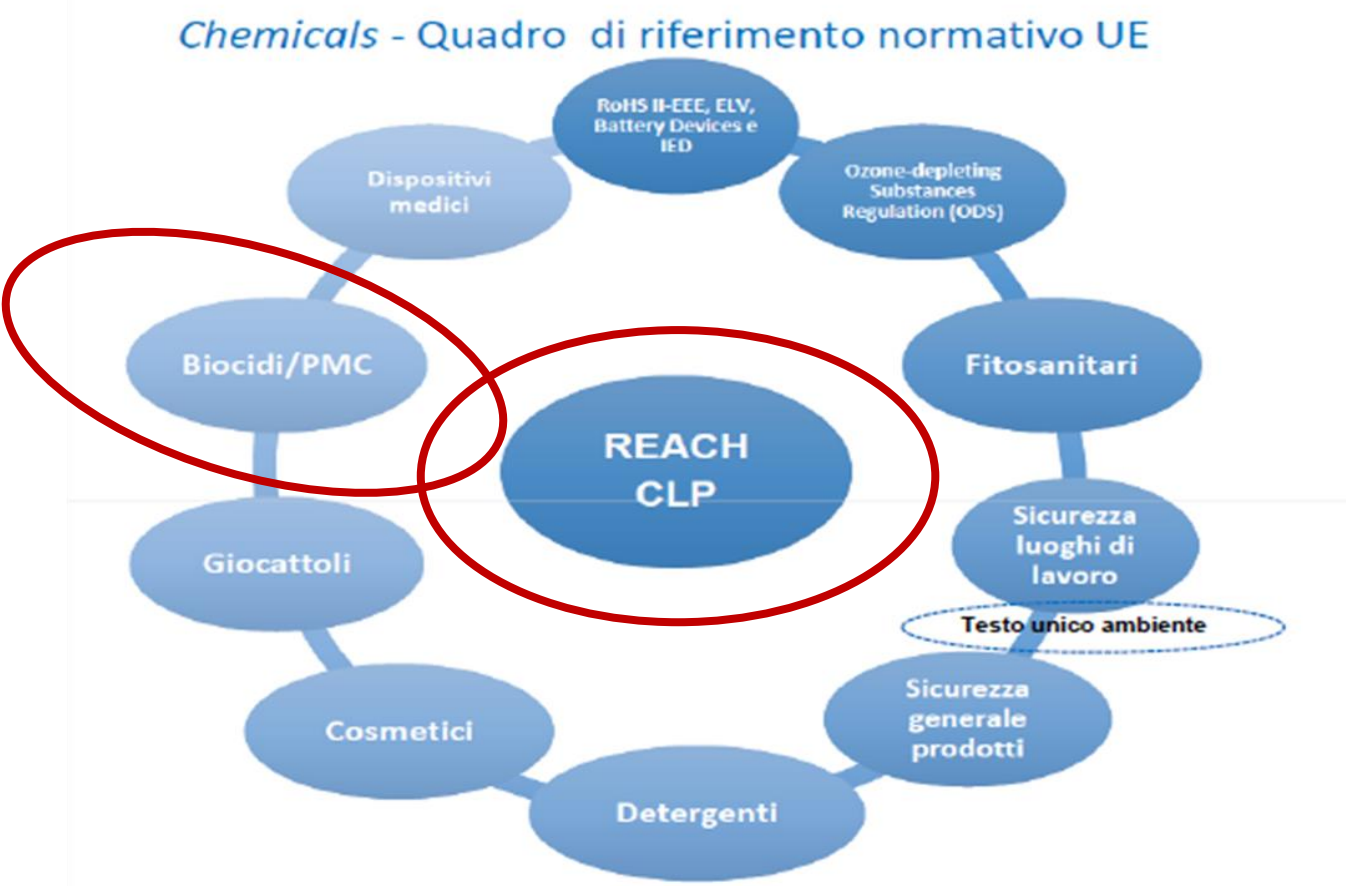 Chemicals - Quadro di riferimento normativo UE
RoHS II-EEE, ELV,
Battery Devices e
IED
Ozone-depleting
Substances
Regulation (ODS)
Fitosanitari
Sicurezza
luoghi di
lavoro
Testo unico ambiente
Sicurezza
generale
prodotti
Detergenti
Cosmetici
Giocattoli
Biocidi/PMC
Dispositivi
medici
REACH
CLP